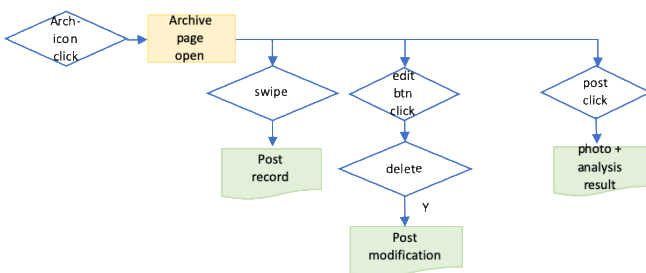 Arch-
icon
click
Archive
page
open
swipe
edit
btn
click
post
click
Post
record
delete
photo +
analysis
result
Y
Post
modification